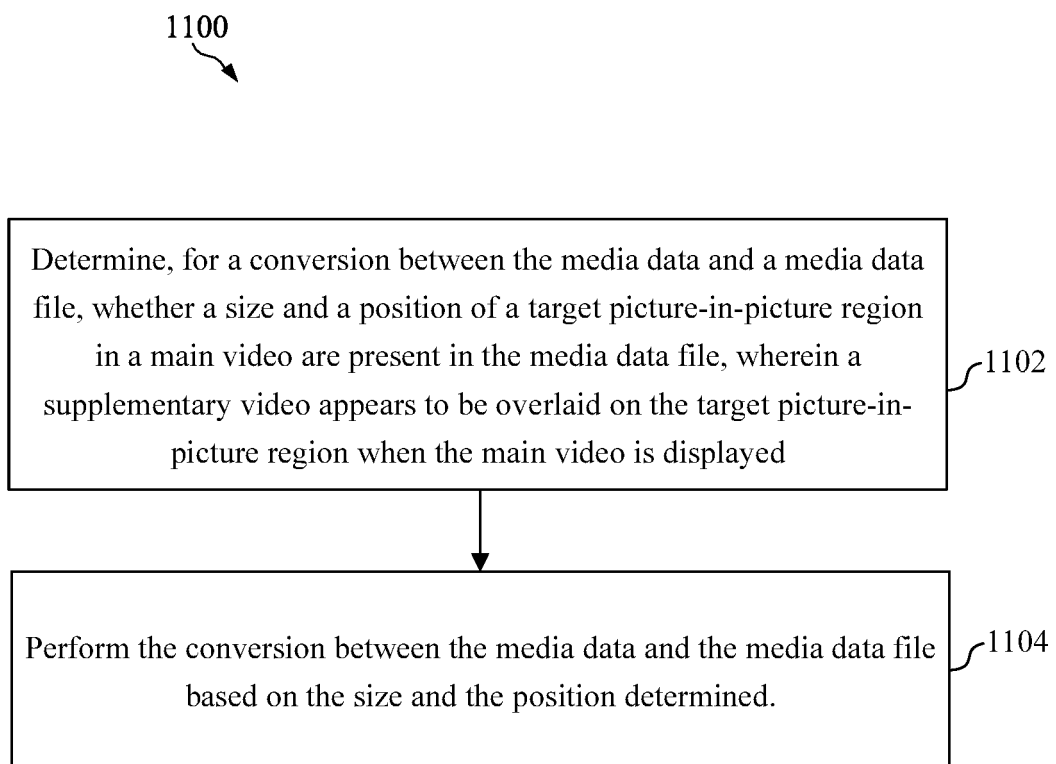 1100
Determine, for a conversion between the media data and a media data
file, whether a size and a position of a target picture-in-picture region
in a main video are present in the media data file, wherein a
supplementary video appears to be overlaid on the target picture-in-
picture region when the main video is displayed
1102
Perform the conversion between the media data and the media data file
based on the size and the position determined.
1104